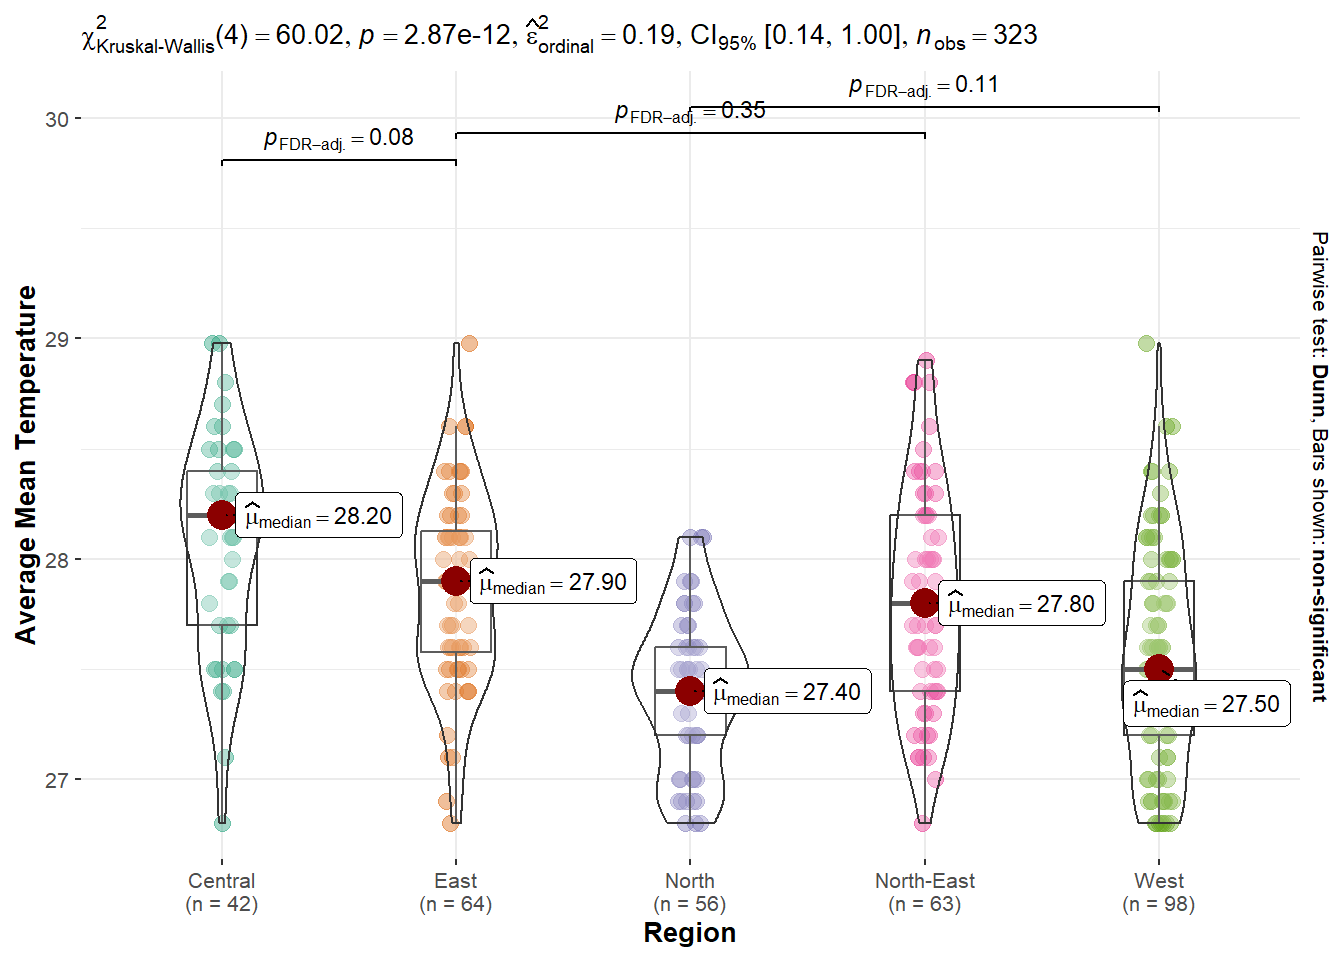 χ²Kruskal-Wallis(4) = 60.02, p = 2.87e-12, ε̂²ordinal = 0.19, CI95% [0.14, 1.00], nobs = 323
pFDR–adj. = 0.11
pFDR–adj. = 0.35
pFDR–adj. = 0.08
30
29
28
27
Average Mean Temperature
μ̂median = 28.20
μ̂median = 27.90
μ̂median = 27.40
μ̂median = 27.80
μ̂median = 27.50
Pairwise test: Dunn, Bars shown: non-significant
Central
(n = 42)
East
(n = 64)
North
(n = 56)
North-East
(n = 63)
West
(n = 98)
Region